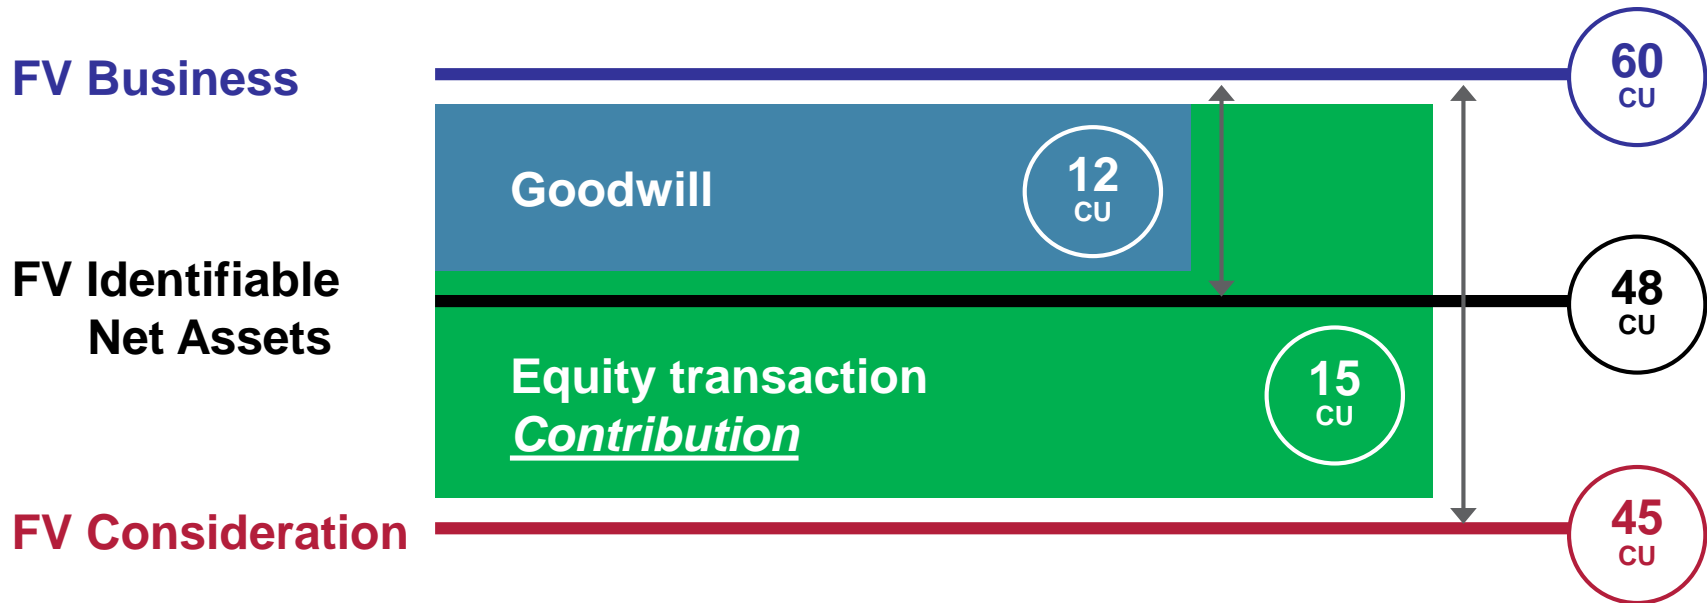 FV Business
60
CU
Goodwill
12
CU
FV Identifiable
Net Assets
48
CU
Equity transaction
Contribution
15
CU
FV Consideration
45
CU